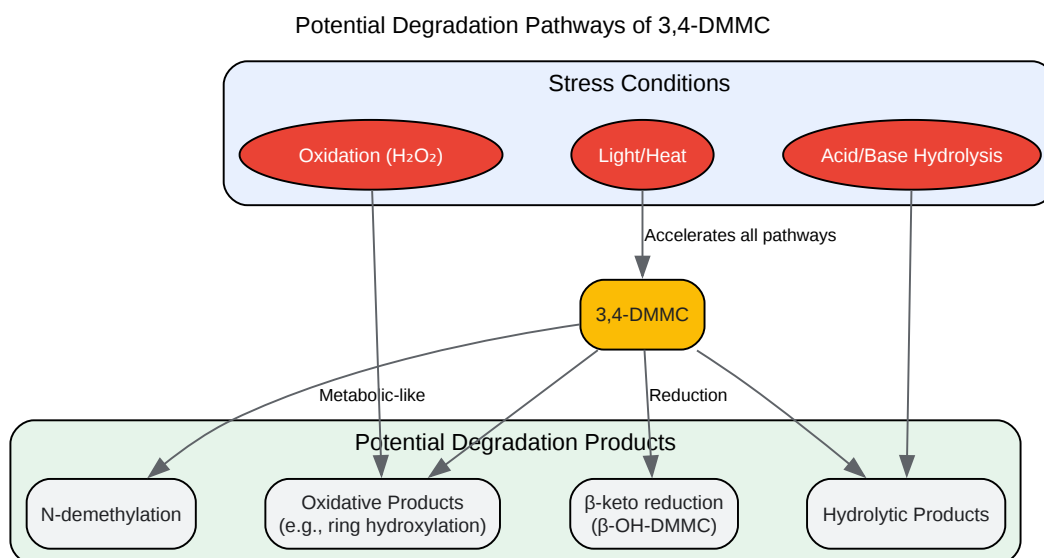 Potential Degradation Pathways of 3,4-DMMC
Stress Conditions
Oxidation (H₂O₂)
Light/Heat
Acid/Base Hydrolysis
Accelerates all pathways
3,4-DMMC
Metabolic-like
Reduction
Potential Degradation Products
N-demethylation
Oxidative Products
(e.g., ring hydroxylation)
β-keto reduction
(β-OH-DMMC)
Hydrolytic Products